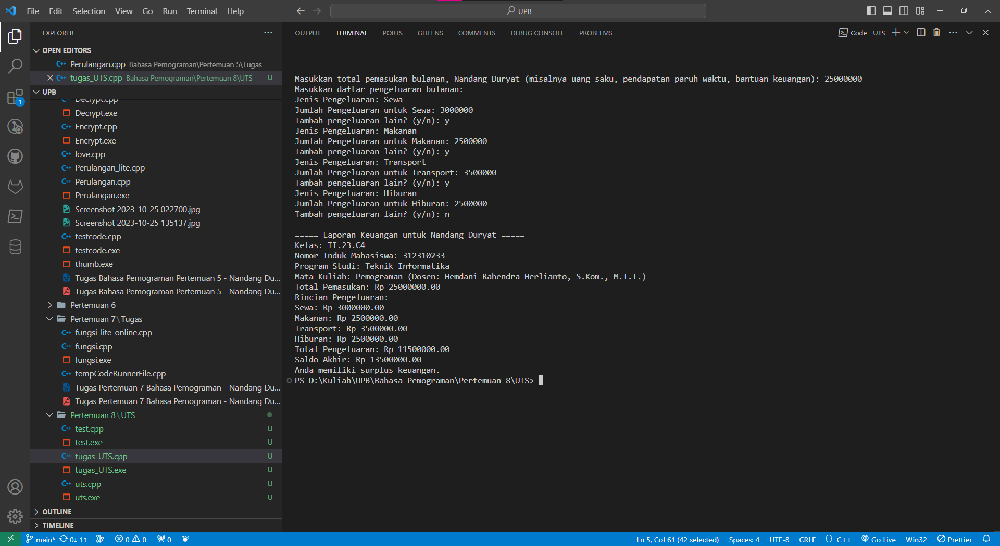 File Edit Selection View Go Run Terminal Help
UPB
EXPLORER
OPEN EDITORS
Perulangan.cpp Bahasa Pemograman\Pertemuan 5\Tugas
tugas_UTS.cpp Bahasa Pemograman\Pertemuan 8\UTS U
UPB
1
Decrypt.cpp
Decrypt.exe
Encrypt.cpp
Encrypt.exe
love.cpp
Perulangan_lite.cpp
Perulangan.cpp
Perulangan.exe
Screenshot 2023-10-25 022700.jpg
Screenshot 2023-10-25 135137.jpg
testcode.cpp
testcode.exe
thumb.exe
Tugas Bahasa Pemograman Pertemuan 5 - Nandang Du...
Tugas Bahasa Pemograman Pertemuan 5 - Nandang Du...
Pertemuan 6
Pertemuan 7\Tugas
fungsi_lite_online.cpp
fungsi.cpp
fungsi.exe
tempCodeRunnerFile.cpp
Tugas Pertemuan 7 Bahasa Pemograman - Nandang Du...
Tugas Pertemuan 7 Bahasa Pemograman - Nandang Du...
Pertemuan 8\UTS
test.cpp U
test.exe U
tugas_UTS.cpp U
tugas_UTS.exe U
uts.cpp U
uts.exe U
OUTLINE
TIMELINE
OUTPUT TERMINAL PORTS GITLENS COMMENTS DEBUG CONSOLE PROBLEMS
Code - UTS
Masukkan total pemasukan bulanan, Nandang Duryat (misalnya uang saku, pendapatan paruh waktu, bantuan keuangan): 25000000
Masukkan daftar pengeluaran bulanan:
Jenis Pengeluaran: Sewa
Jumlah Pengeluaran untuk Sewa: 3000000
Tambah pengeluaran lain? (y/n): y
Jenis Pengeluaran: Makanan
Jumlah Pengeluaran untuk Makanan: 2500000
Tambah pengeluaran lain? (y/n): y
Jenis Pengeluaran: Transport
Jumlah Pengeluaran untuk Transport: 3500000
Tambah pengeluaran lain? (y/n): y
Jenis Pengeluaran: Hiburan
Jumlah Pengeluaran untuk Hiburan: 2500000
Tambah pengeluaran lain? (y/n): n
===== Laporan Keuangan untuk Nandang Duryat =====
Kelas: TI.23.C4
Nomor Induk Mahasiswa: 312310233
Program Studi: Teknik Informatika
Mata Kuliah: Pemograman (Dosen: Hemdani Rahendra Herlianto, S.Kom., M.T.I.)
Total Pemasukan: Rp 25000000.00
Rincian Pengeluaran:
Sewa: Rp 3000000.00
Makanan: Rp 2500000.00
Transport: Rp 3500000.00
Hiburan: Rp 2500000.00
Total Pengeluaran: Rp 11500000.00
Saldo Akhir: Rp 13500000.00
Anda memiliki surplus keuangan.
PS D:\Kuliah\UPB\Bahasa Pemograman\Pertemuan 8\UTS>
main* 0↓ 1↑ 0 0 0
Ln 5, Col 61 (42 selected) Spaces: 4 UTF-8 CRLF {} C++ Go Live Win32 Prettier